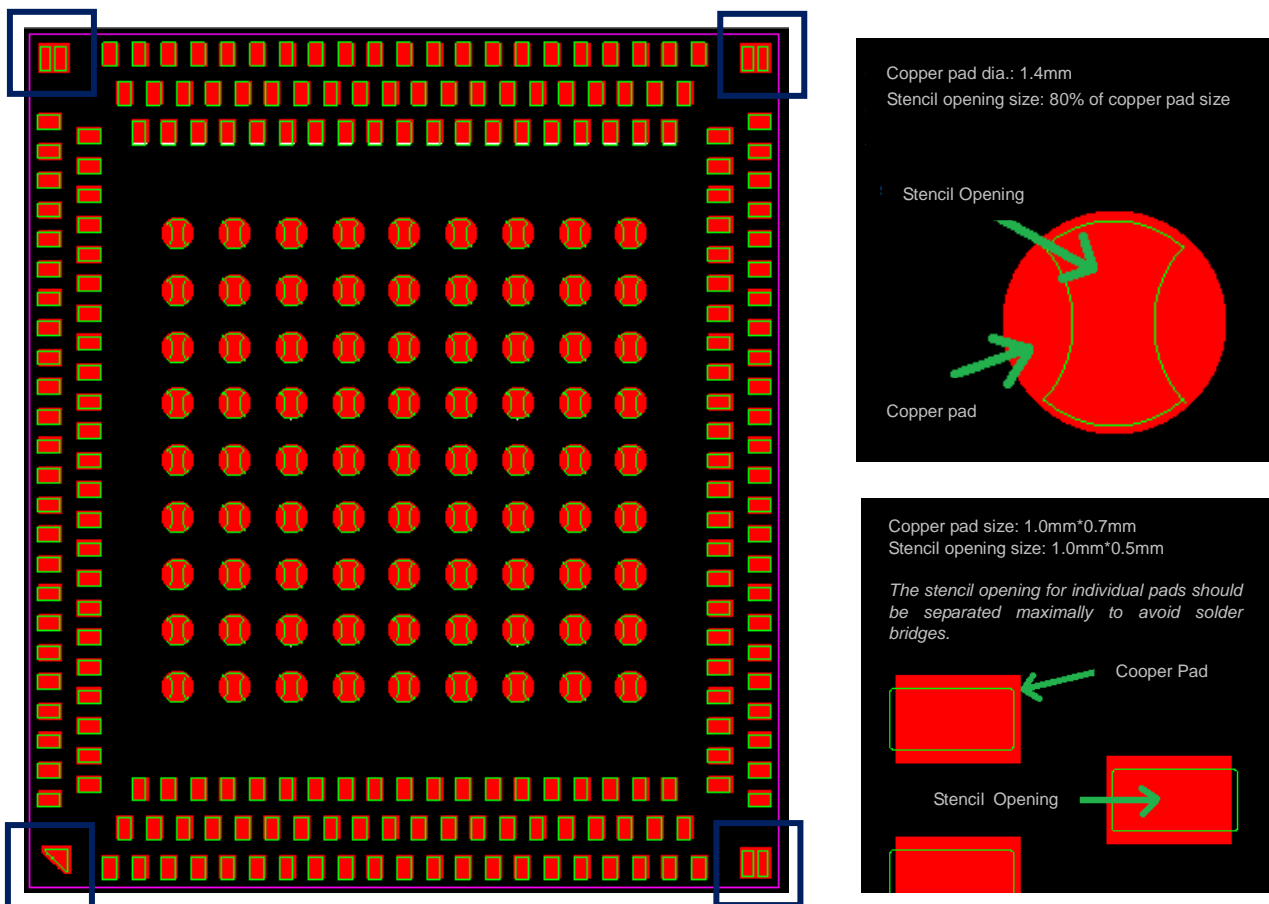 Copper pad dia.: 1.4mm
Stencil opening size: 80% of copper pad size
Stencil Opening
Copper pad
Copper pad size: 1.0mm*0.7mm
Stencil opening size: 1.0mm*0.5mm
The stencil opening for individual pads should
be separated maximally to avoid solder
bridges.
Cooper Pad
Stencil Opening